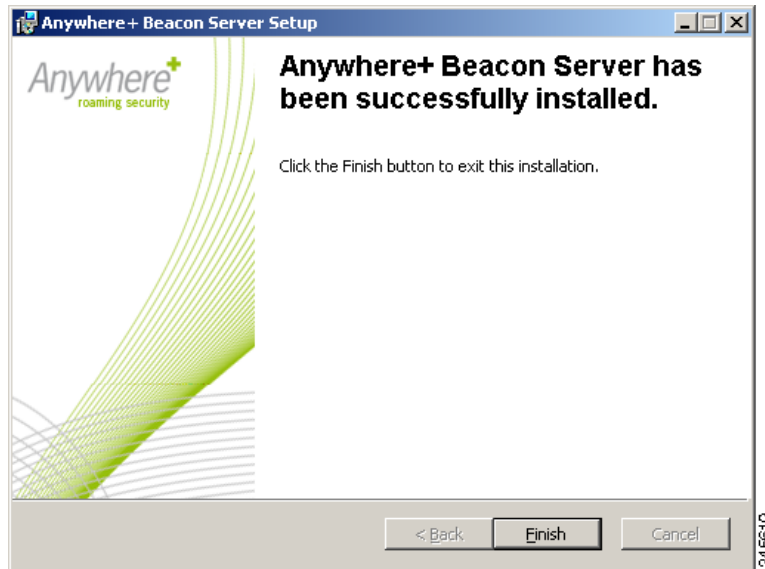 Anywhere+ Beacon Server Setup
Anywhere+
roaming security
Anywhere+ Beacon Server has
been successfully installed.
Click the Finish button to exit this installation.
< Back
Finish
Cancel